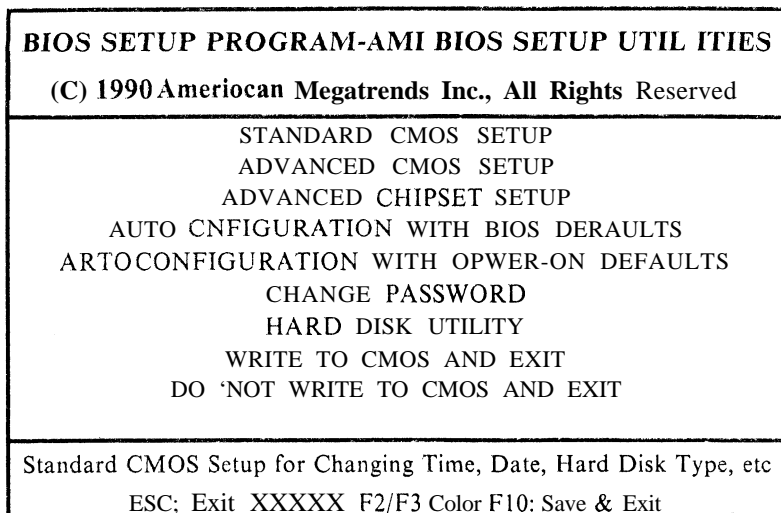 BIOS SETUP PROGRAM-AMI BIOS SETUP UTIL ITIES
(C) 1990 Ameriocan Megatrends Inc., All Rights Reserved
STANDARD CMOS SETUP
ADVANCED CMOS SETUP
ADVANCED CHIPSET SETUP
AUTO CNFIGURATION WITH BIOS DERAULTS
ARTOCONFIGURATION WITH OPWER-ON DEFAULTS
CHANGE PASSWORD
HARD DISK UTILITY
WRITE TO CMOS AND EXIT
DO ‘NOT WRITE TO CMOS AND EXIT
Standard CMOS Setup for Changing Time, Date, Hard Disk Type, etc
ESC; Exit XXXXX F2/F3 Color F10: Save & Exit